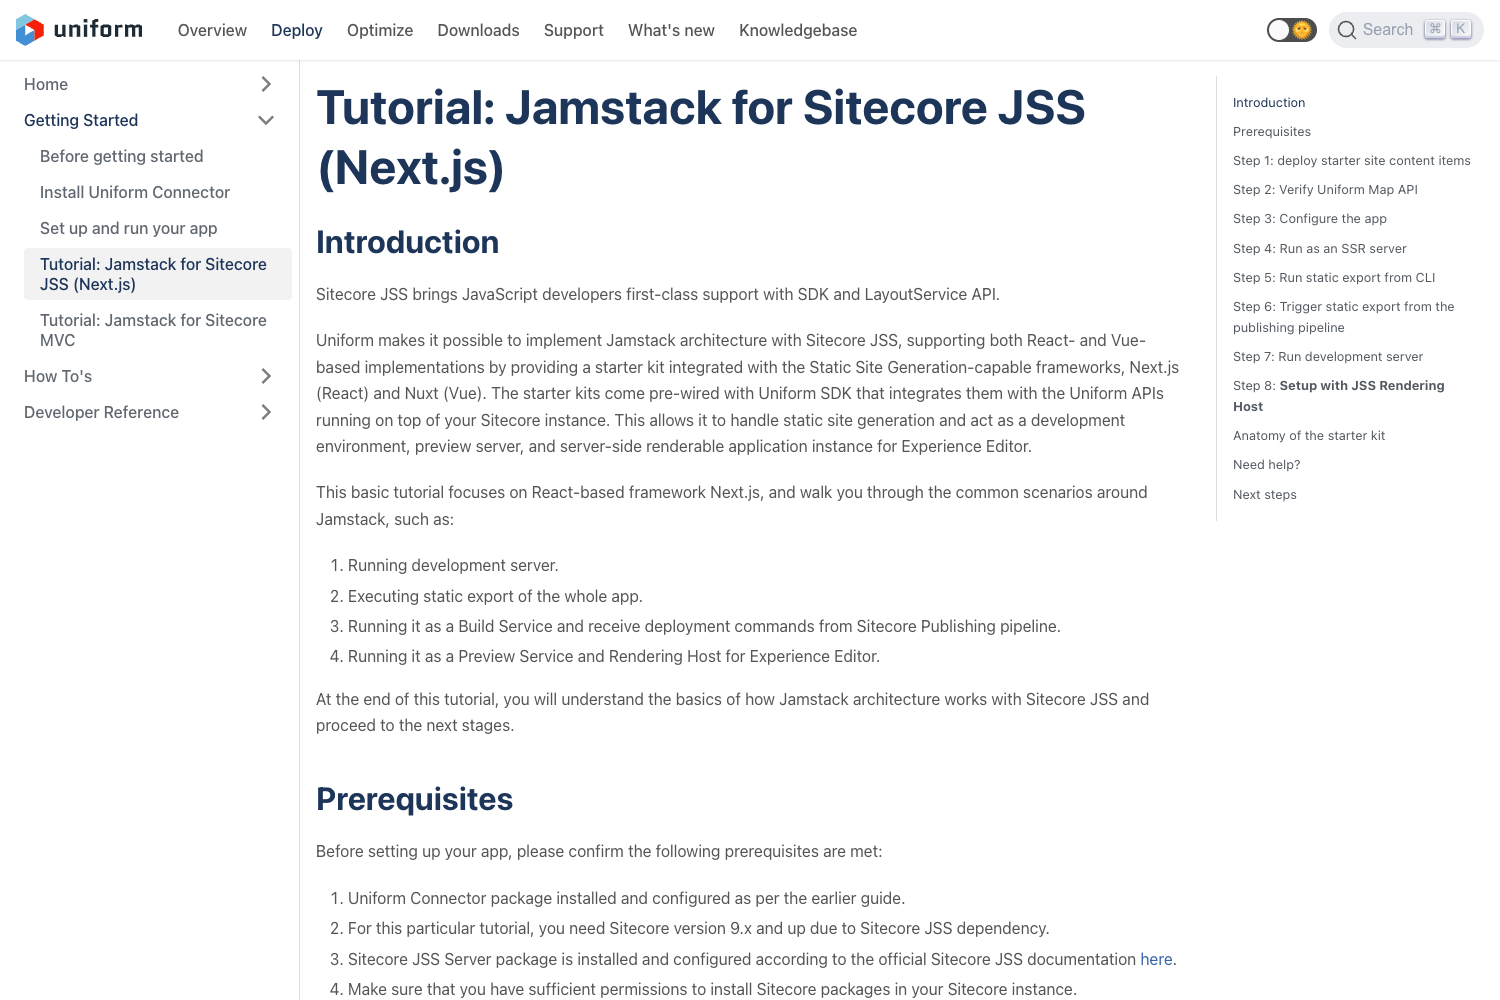 uniform
Overview
Deploy
Optimize
Downloads
Support
What's new
Knowledgebase
Search
⌘
K
Home
Getting Started
Before getting started
Install Uniform Connector
Set up and run your app
Tutorial: Jamstack for Sitecore
JSS (Next.js)
Tutorial: Jamstack for Sitecore
MVC
How To's
Developer Reference
Tutorial: Jamstack for Sitecore JSS
(Next.js)
Introduction
Sitecore JSS brings JavaScript developers first-class support with SDK and LayoutService API.
Uniform makes it possible to implement Jamstack architecture with Sitecore JSS, supporting both React- and Vue-
based implementations by providing a starter kit integrated with the Static Site Generation-capable frameworks, Next.js
(React) and Nuxt (Vue). The starter kits come pre-wired with Uniform SDK that integrates them with the Uniform APIs
running on top of your Sitecore instance. This allows it to handle static site generation and act as a development
environment, preview server, and server-side renderable application instance for Experience Editor.
This basic tutorial focuses on React-based framework Next.js, and walk you through the common scenarios around
Jamstack, such as:
1. Running development server.
2. Executing static export of the whole app.
3. Running it as a Build Service and receive deployment commands from Sitecore Publishing pipeline.
4. Running it as a Preview Service and Rendering Host for Experience Editor.
At the end of this tutorial, you will understand the basics of how Jamstack architecture works with Sitecore JSS and
proceed to the next stages.
Prerequisites
Before setting up your app, please confirm the following prerequisites are met:
1. Uniform Connector package installed and configured as per the earlier guide.
2. For this particular tutorial, you need Sitecore version 9.x and up due to Sitecore JSS dependency.
3. Sitecore JSS Server package is installed and configured according to the official Sitecore JSS documentation here.
4. Make sure that you have sufficient permissions to install Sitecore packages in your Sitecore instance.
Introduction
Prerequisites
Step 1: deploy starter site content items
Step 2: Verify Uniform Map API
Step 3: Configure the app
Step 4: Run as an SSR server
Step 5: Run static export from CLI
Step 6: Trigger static export from the
publishing pipeline
Step 7: Run development server
Step 8: Setup with JSS Rendering
Host
Anatomy of the starter kit
Need help?
Next steps